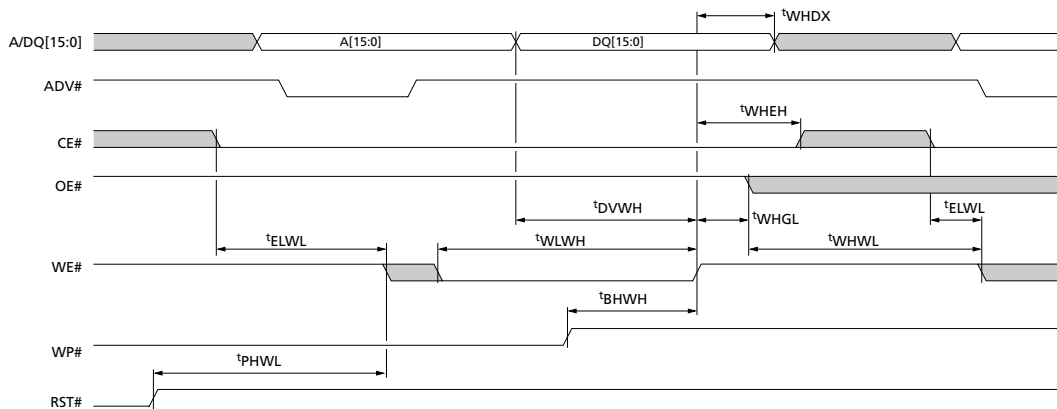 tWHDX
A/DQ[15:0]
A[15:0]
DQ[15:0]
ADV#
tWHEH
CE#
OE#
tDVWH
tWHGL
tELWL
tELWL
tWLWH
tWHWL
WE#
tBHWH
WP#
tPHWL
RST#